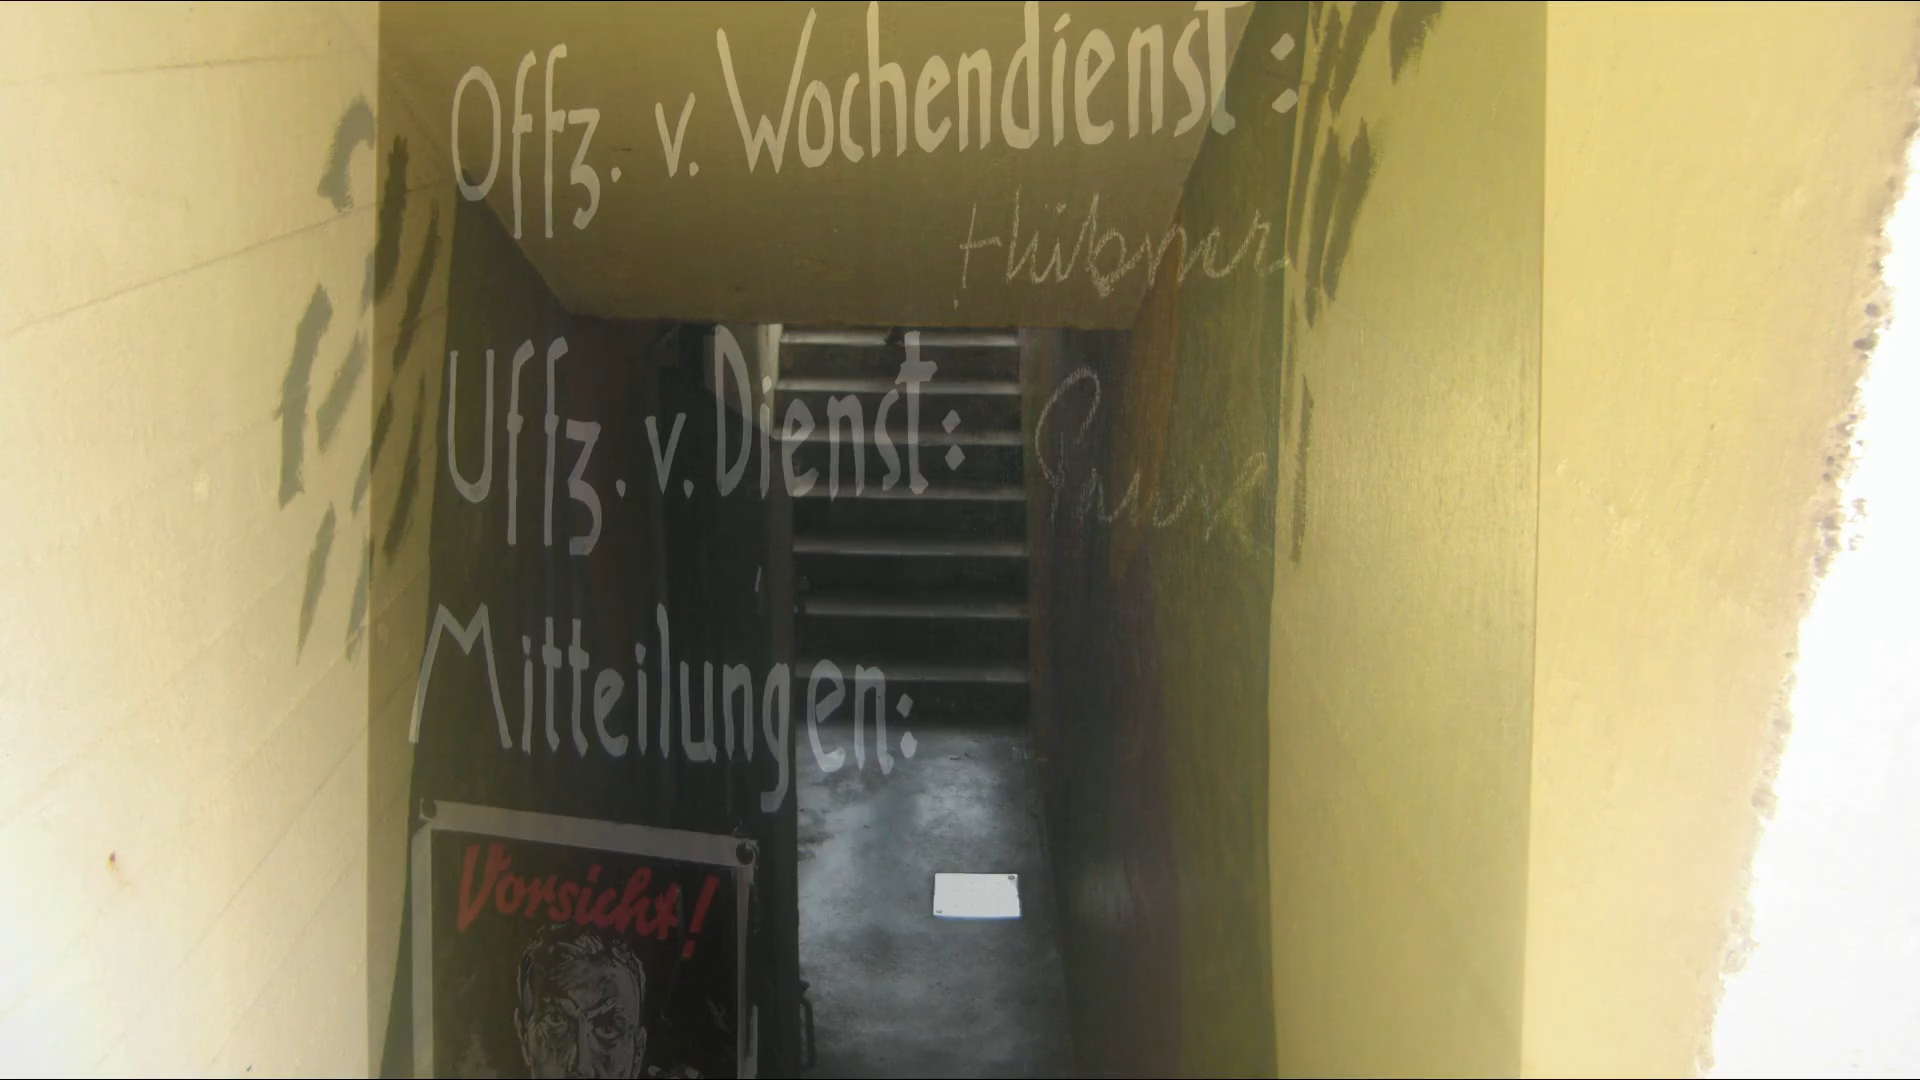 Offz. v. Wochendienst:
Hübner
Uffz. v. Dienst:
Mitteilungen:
Vorsicht!